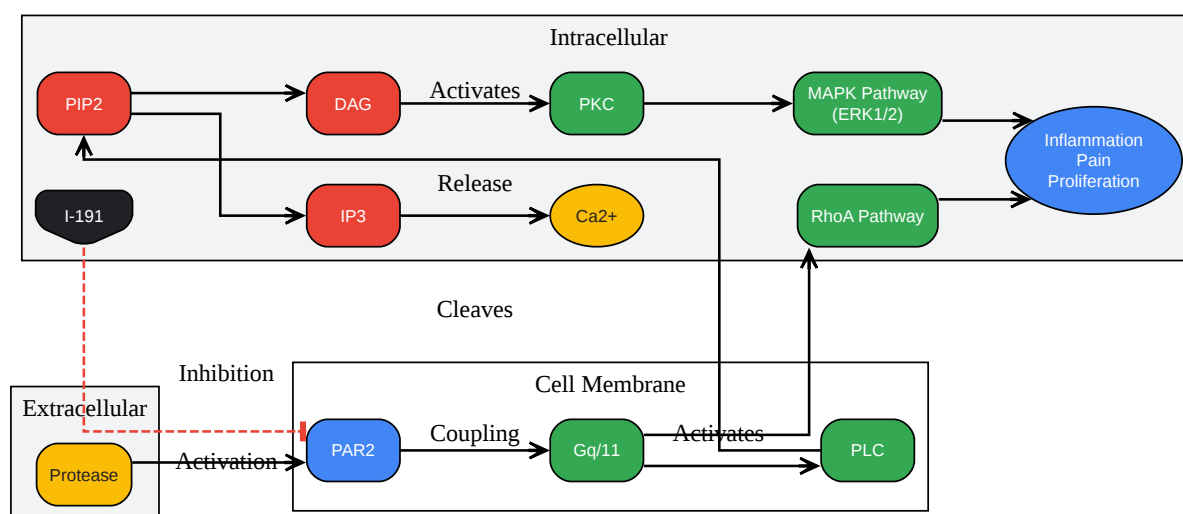 Intracellular
PIP2
DAG
Activates
PKC
MAPK Pathway
(ERK1/2)
Inflammation
Pain
Proliferation
I-191
IP3
Release
Ca2+
RhoA Pathway
Cleaves
Inhibition
Cell Membrane
Extracellular
Protease
Activation
PAR2
Coupling
Gq/11
Activates
PLC